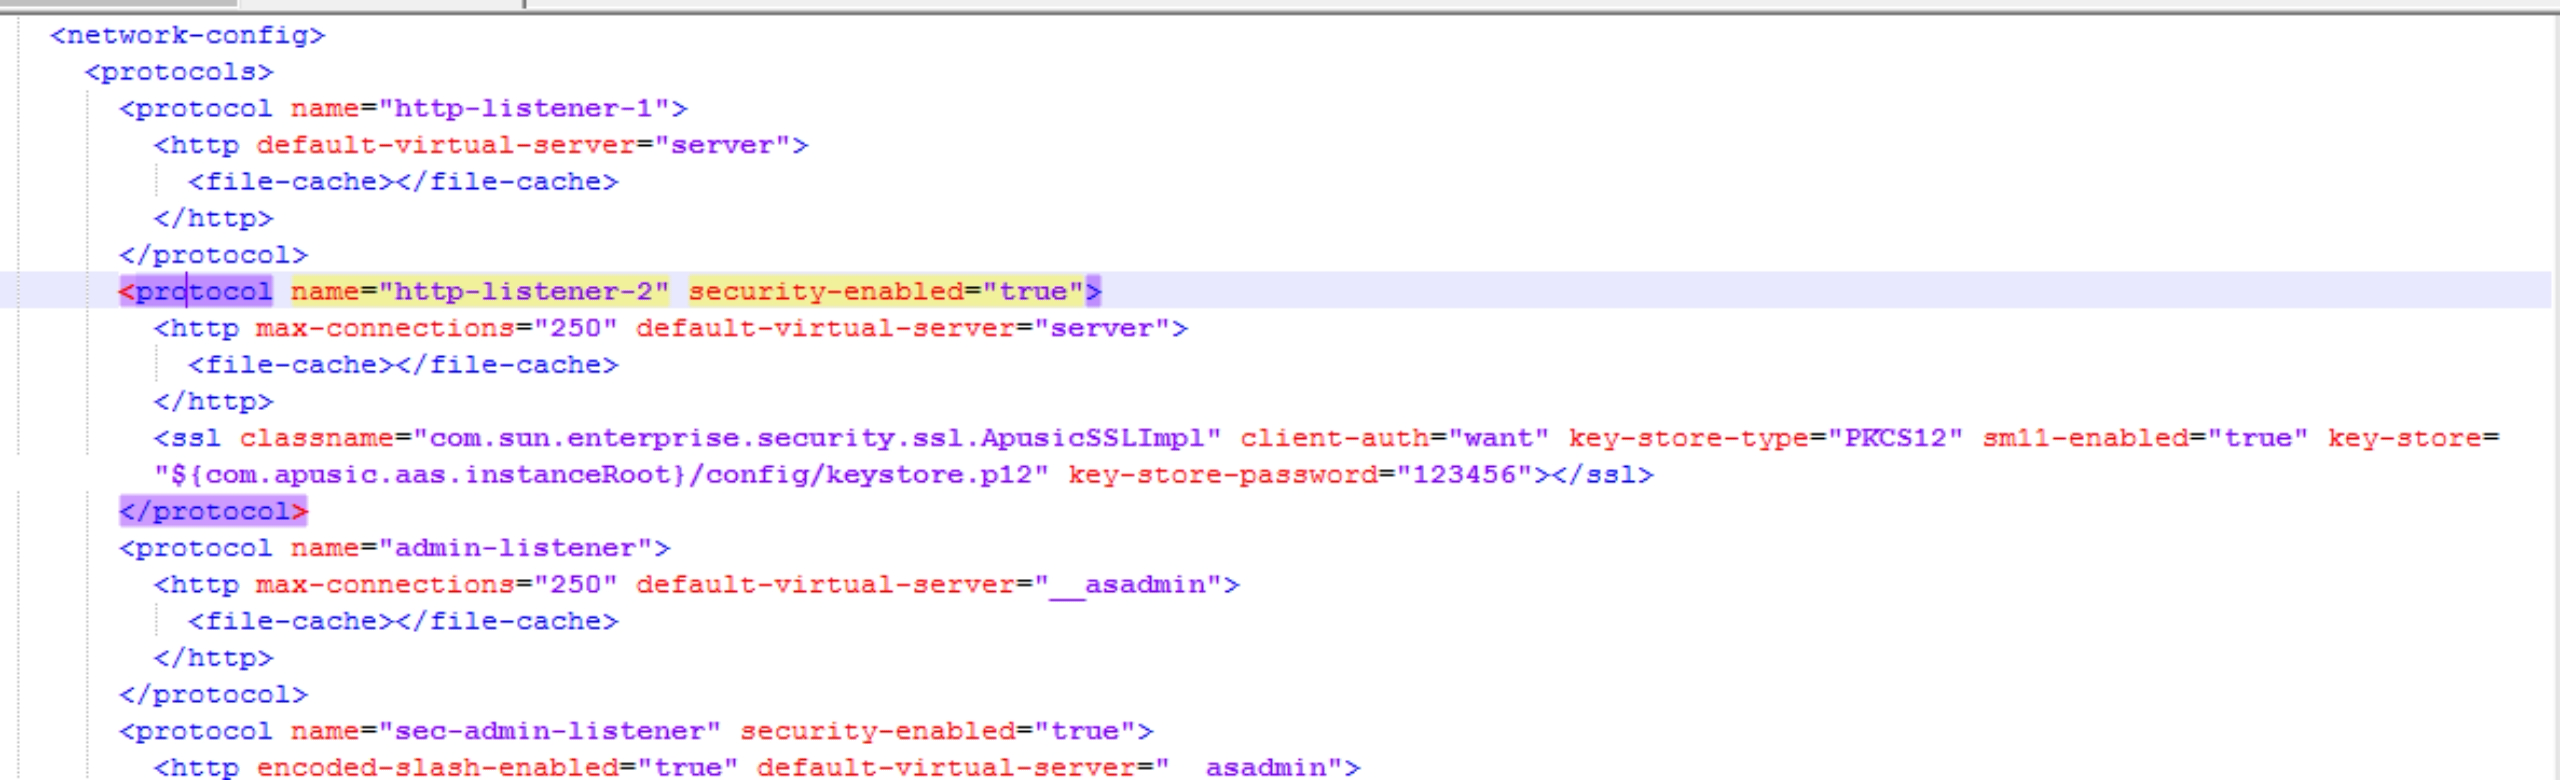 <network-config>
<protocols>
<protocol name="http-listener-1">
<http default-virtual-server="server">
<file-cache></file-cache>
</http>
</protocol>
<protocol name="http-listener-2" security-enabled="true">
<http max-connections="250" default-virtual-server="server">
<file-cache></file-cache>
</http>
<ssl classname="com.sun.enterprise.security.ssl.ApusicSSLImpl" client-auth="want" key-store-type="PKCS12" sm11-enabled="true" key-store=
"${com.apusic.aas.instanceRoot}/config/keystore.p12" key-store-password="123456"></ssl>
</protocol>
<protocol name="admin-listener">
<http max-connections="250" default-virtual-server="__asadmin">
<file-cache></file-cache>
</http>
</protocol>
<protocol name="sec-admin-listener" security-enabled="true">
<http encoded-slash-enabled="true" default-virtual-server="__asadmin">